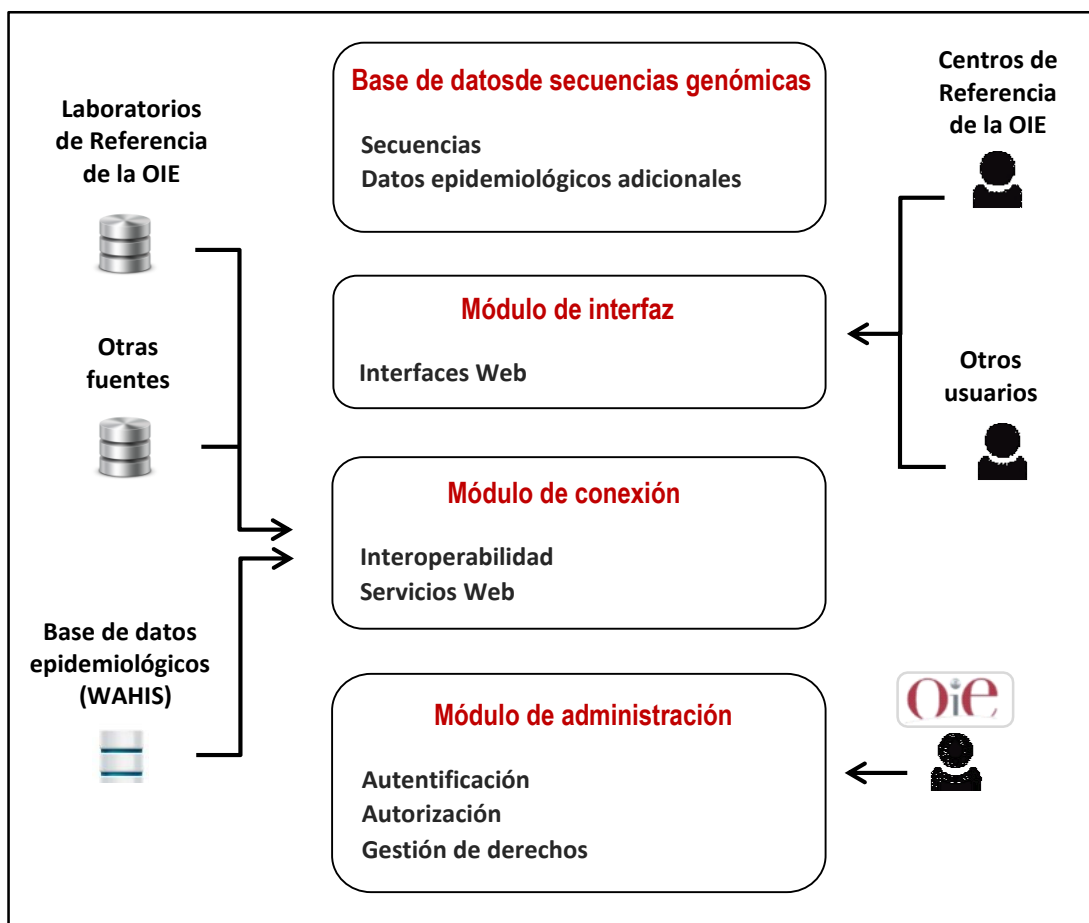 Laboratorios
de Referencia
de la OIE
Otras
fuentes
Base de datos
epidemiológicos
(WAHIS)
Base de datosde secuencias genómicas
Secuencias
Datos epidemiológicos adicionales
Módulo de interfaz
Interfaces Web
Módulo de conexión
Interoperabilidad
Servicios Web
Módulo de administración
Autentificación
Autorización
Gestión de derechos
Centros de
Referencia
de la OIE
Otros
usuarios
Oie